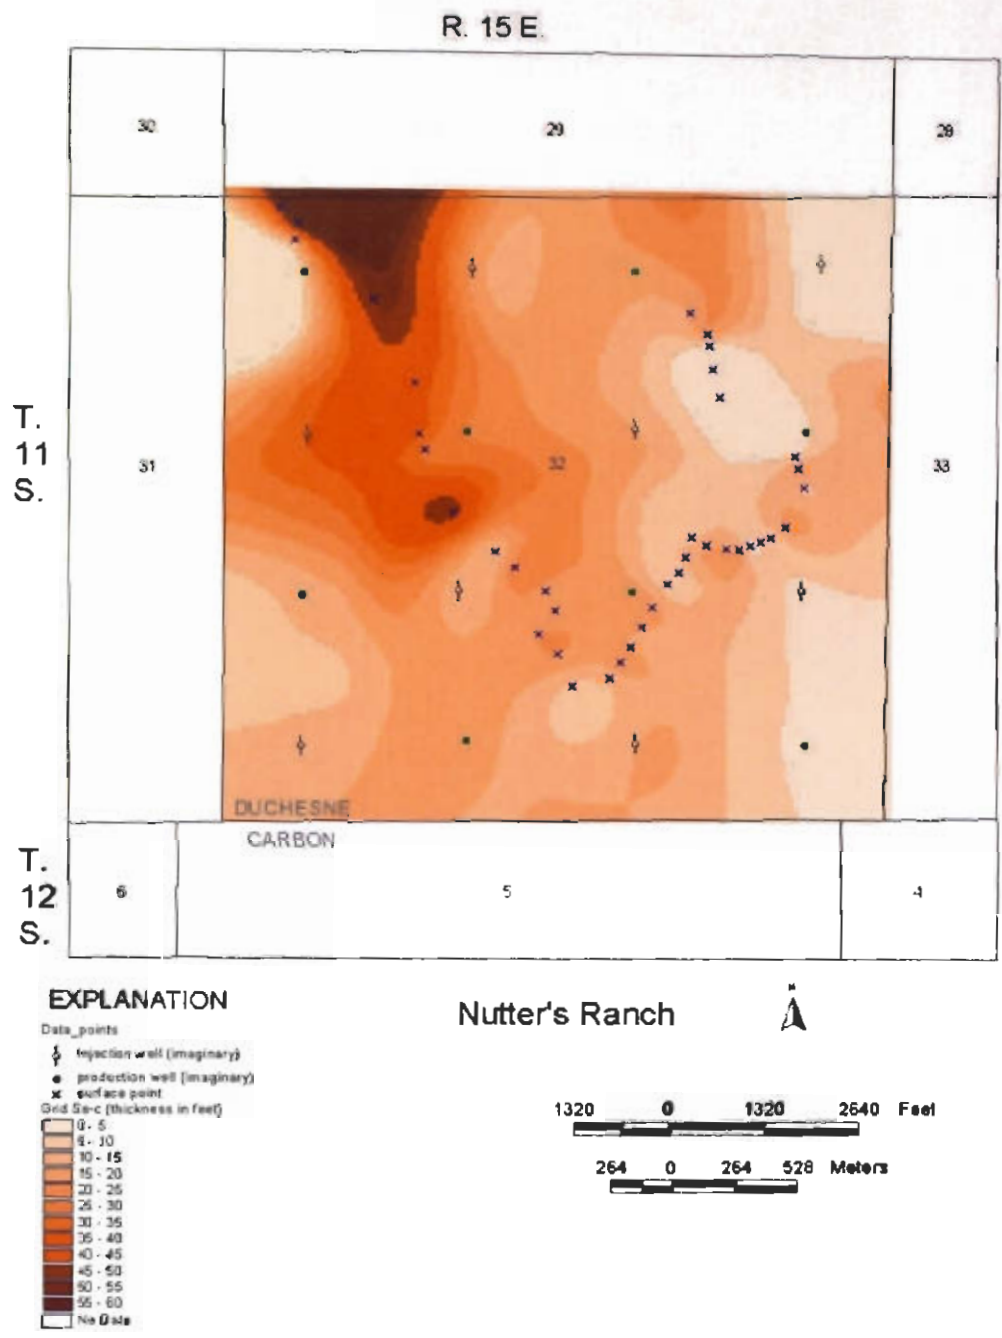 R. 15 E.
30
29
28
T.
11
S.
31
32
33
DUCHESNE
CARBON
T.
12
S.
6
5
4
EXPLANATION
Data_points
Injection well (imaginary)
production well (imaginary)
surface point
Grid Ss-c (thickness in feet)
0 - 5
5 - 10
10 - 15
15 - 20
20 - 25
25 - 30
30 - 35
35 - 40
40 - 45
45 - 50
50 - 55
55 - 60
No Data
Nutter's Ranch
N
1320 0 1320 2640 Feet
264 0 264 528 Meters